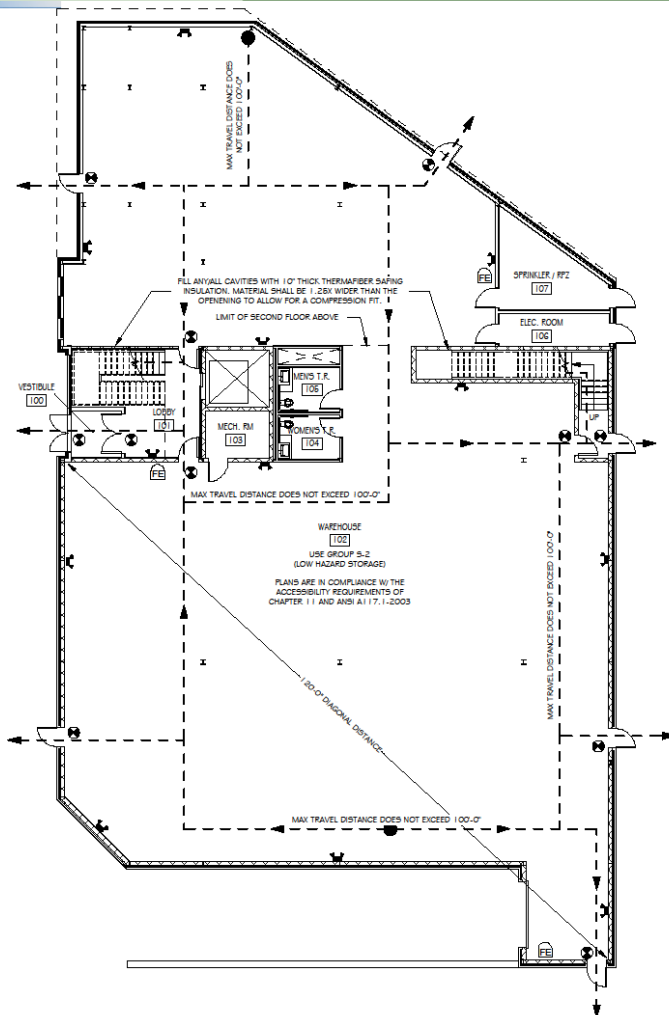 MAX TRAVEL DISTANCE DOES
NOT EXCEED 100'-0"
FE
SPRINKLER / RPZ
107
FILL ANY/ALL CAVITIES WITH 10" THICK THERMAFIBER SAFING
INSULATION. MATERIAL SHALL BE 1.25X WIDER THAN THE
OPENENING TO ALLOW FOR A COMPRESSION FIT.
LIMIT OF SECOND FLOOR ABOVE
ELEC. ROOM
106
VESTIBULE
100
LOBBY
101
MEN'S T.R.
105
MECH. RM
103
WOMEN'S T.R.
104
UP
FE
MAX TRAVEL DISTANCE DOES NOT EXCEED 100'-0"
WAREHOUSE
102
USE GROUP S-2
(LOW HAZARD STORAGE)
PLANS ARE IN COMPLIANCE W/ THE
ACCESSIBILITY REQUIREMENTS OF
CHAPTER 11 AND ANSI A117.1-2003
MAX TRAVEL DISTANCE DOES NOT EXCEED 100'-0"
120'-0" DIAGONAL DISTANCE
MAX TRAVEL DISTANCE DOES NOT EXCEED 100'-0"
FE